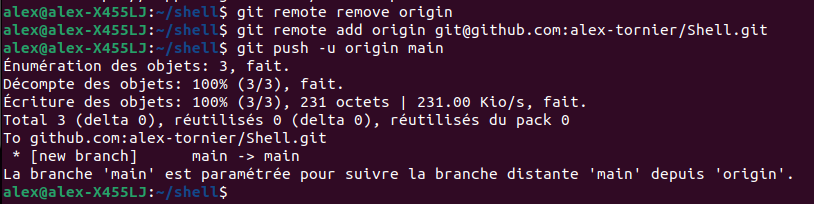 alex@alex-X455LJ:~/shell$ git remote remove origin
alex@alex-X455LJ:~/shell$ git remote add origin git@github.com:alex-tornier/Shell.git
alex@alex-X455LJ:~/shell$ git push -u origin main
Énumération des objets: 3, fait.
Décompte des objets: 100% (3/3), fait.
Écriture des objets: 100% (3/3), 231 octets | 231.00 Kio/s, fait.
Total 3 (delta 0), réutilisés 0 (delta 0), réutilisés du pack 0
To github.com:alex-tornier/Shell.git
 * [new branch]      main -> main
La branche 'main' est paramétrée pour suivre la branche distante 'main' depuis 'origin'.
alex@alex-X455LJ:~/shell$